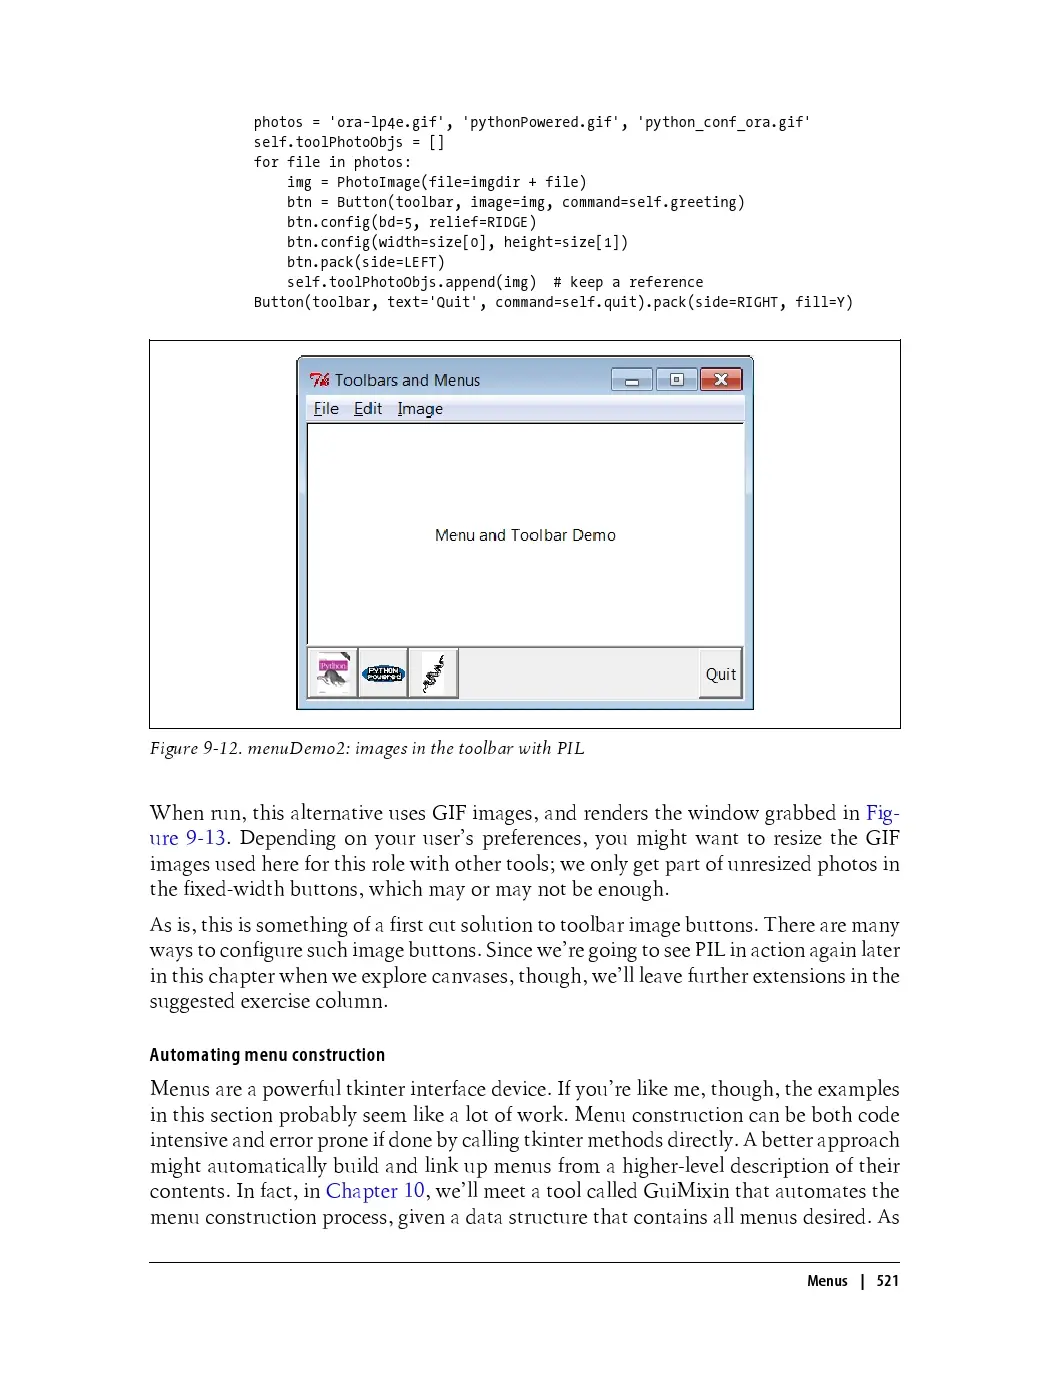 photos = 'ora-lp4e.gif', 'pythonPowered.gif', 'python_conf_ora.gif'
self.toolPhotoObjs = []
for file in photos:
    img = PhotoImage(file=imgdir + file)
    btn = Button(toolbar, image=img, command=self.greeting)
    btn.config(bd=5, relief=RIDGE)
    btn.config(width=size[0], height=size[1])
    btn.pack(side=LEFT)
    self.toolPhotoObjs.append(img)  # keep a reference
Button(toolbar, text='Quit', command=self.quit).pack(side=RIGHT, fill=Y)
Toolbars and Menus
File Edit Image
Menu and Toolbar Demo
Python
PYTHON
Powered
Quit
Figure 9-12. menuDemo2: images in the toolbar with PIL
When run, this alternative uses GIF images, and renders the window grabbed in Fig-
ure 9-13. Depending on your user’s preferences, you might want to resize the GIF
images used here for this role with other tools; we only get part of unresized photos in
the fixed-width buttons, which may or may not be enough.
As is, this is something of a first cut solution to toolbar image buttons. There are many
ways to configure such image buttons. Since we’re going to see PIL in action again later
in this chapter when we explore canvases, though, we’ll leave further extensions in the
suggested exercise column.
Automating menu construction
Menus are a powerful tkinter interface device. If you’re like me, though, the examples
in this section probably seem like a lot of work. Menu construction can be both code
intensive and error prone if done by calling tkinter methods directly. A better approach
might automatically build and link up menus from a higher-level description of their
contents. In fact, in Chapter 10, we’ll meet a tool called GuiMixin that automates the
menu construction process, given a data structure that contains all menus desired. As
Menus | 521